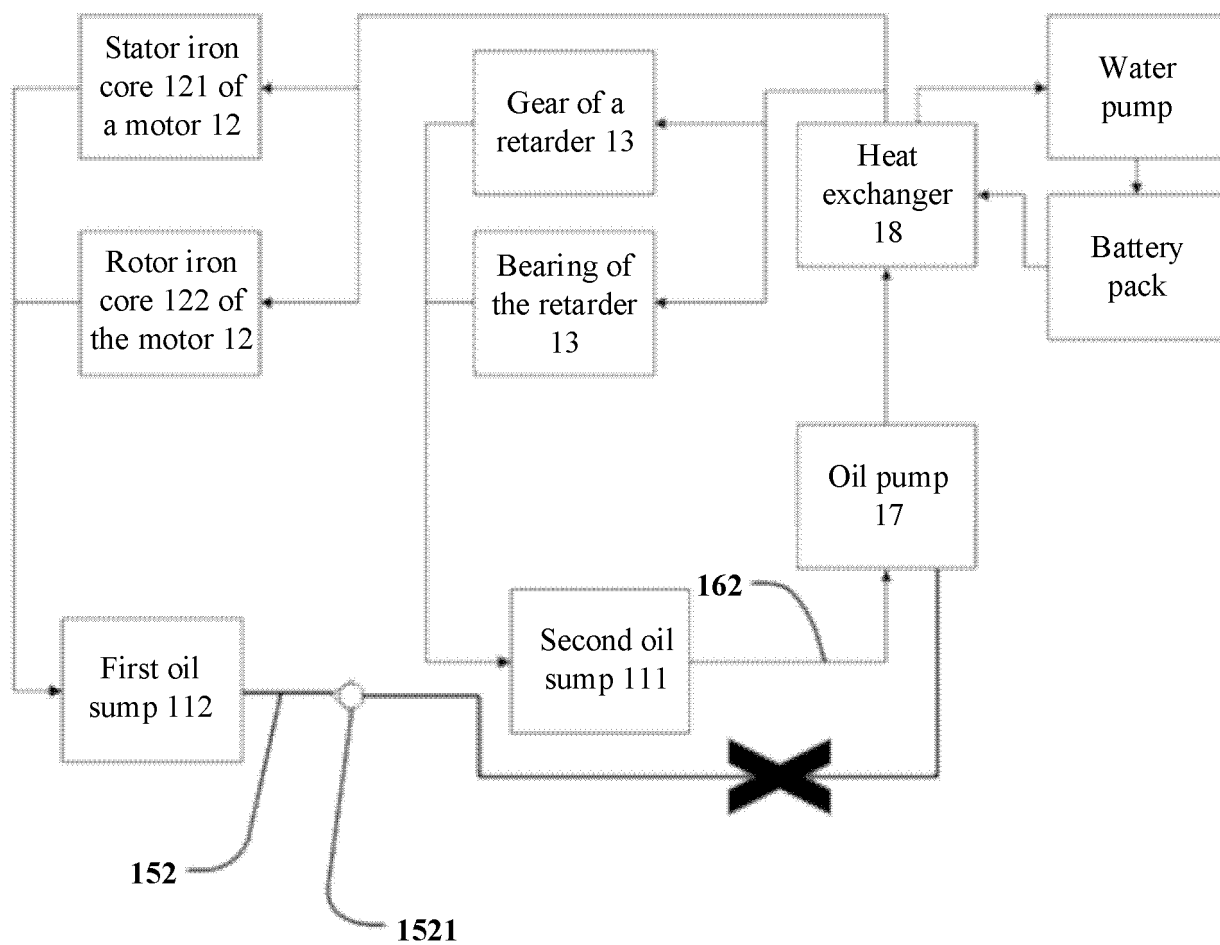 Stator iron
core 121 of
a motor 12
Gear of a
retarder 13
Heat
exchanger
18
Water
pump
Rotor iron
core 122 of
the motor 12
Bearing of
the retarder
13
Battery
pack
Oil pump
17
162
First oil
sump 112
Second oil
sump 111
152
1521